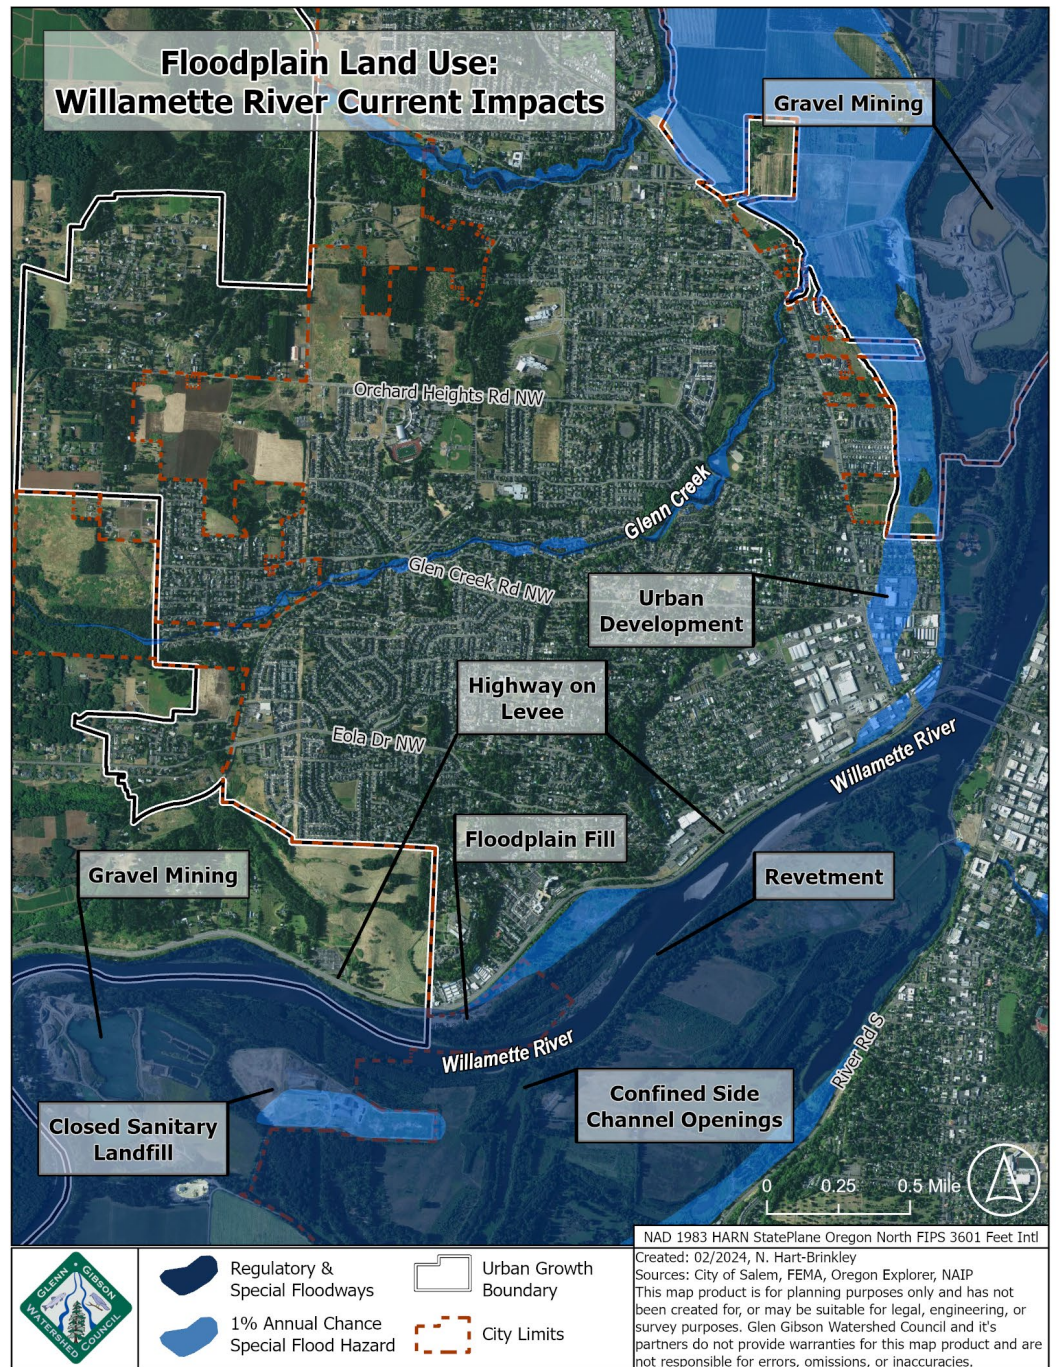 Floodplain Land Use:
Willamette River Current Impacts
Gravel Mining
Orchard Heights Rd NW
Glenn Creek
Glen Creek Rd NW
Urban
Development
Highway on
Levee
Eola Dr NW
Willamette River
Floodplain Fill
Gravel Mining
Revetment
Willamette River
River Rd S
Confined Side
Channel Openings
Closed Sanitary
Landfill
0 0.25 0.5 Mile
NAD 1983 HARN StatePlane Oregon North FIPS 3601 Feet Intl
GLENN · GIBSON
WATERSHED COUNCIL
Regulatory &
Special Floodways
1% Annual Chance
Special Flood Hazard
Urban Growth
Boundary
City Limits
Created: 02/2024, N. Hart-Brinkley
Sources: City of Salem, FEMA, Oregon Explorer, NAIP
This map product is for planning purposes only and has not
been created for, or may be suitable for legal, engineering, or
survey purposes. Glen Gibson Watershed Council and it's
partners do not provide warranties for this map product and are
not responsible for errors, omissions, or inaccuracies.